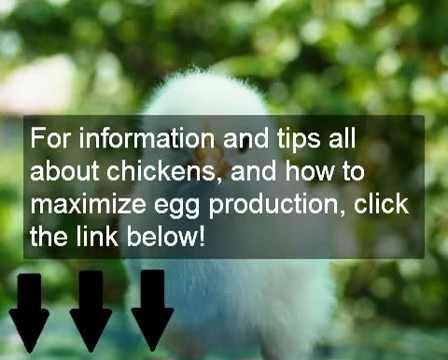 For information and tips all
about chickens, and how to
maximize egg production, click
the link below!